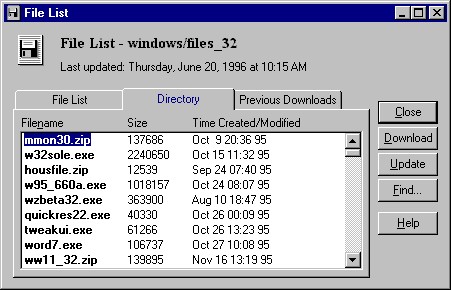 File List
File List - windows/files_32
Last updated: Thursday, June 20, 1996 at 10:15 AM
File List Directory Previous Downloads
Filename Size Time Created/Modified
mmon30.zip 137686 Oct 9 20:36 95
w32sole.exe 2240650 Oct 15 11:32 95
housfile.zip 12539 Sep 24 07:40 95
w95_660a.exe 1018157 Oct 24 08:07 95
wzbeta32.exe 363900 Aug 10 18:47 95
quickres22.exe 40330 Oct 26 00:09 95
tweakui.exe 61266 Oct 26 13:23 95
word7.exe 106737 Oct 27 10:08 95
ww11_32.zip 139895 Nov 16 13:19 95
Close
Download
Update
Find...
Help